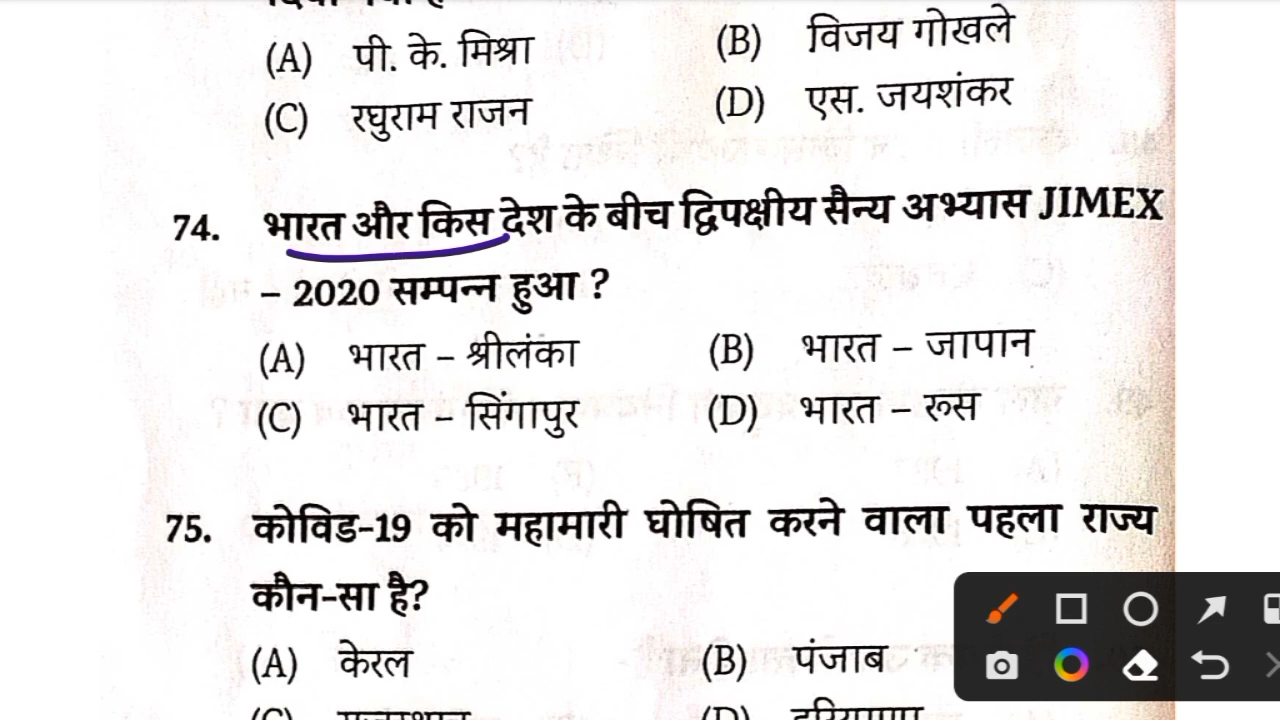 (A) पी. के. मिश्रा (B) विजय गोखले
(C) रघुराम राजन (D) एस. जयशंकर
74. भारत और किस देश के बीच द्विपक्षीय सैन्य अभ्यास JIMEX
– 2020 सम्पन्न हुआ ?
(A) भारत – श्रीलंका (B) भारत – जापान
(C) भारत – सिंगापुर (D) भारत – रूस
75. कोविड-19 को महामारी घोषित करने वाला पहला राज्य
कौन-सा है?
(A) केरल (B) पंजाब
(C) (D) हरियाणा